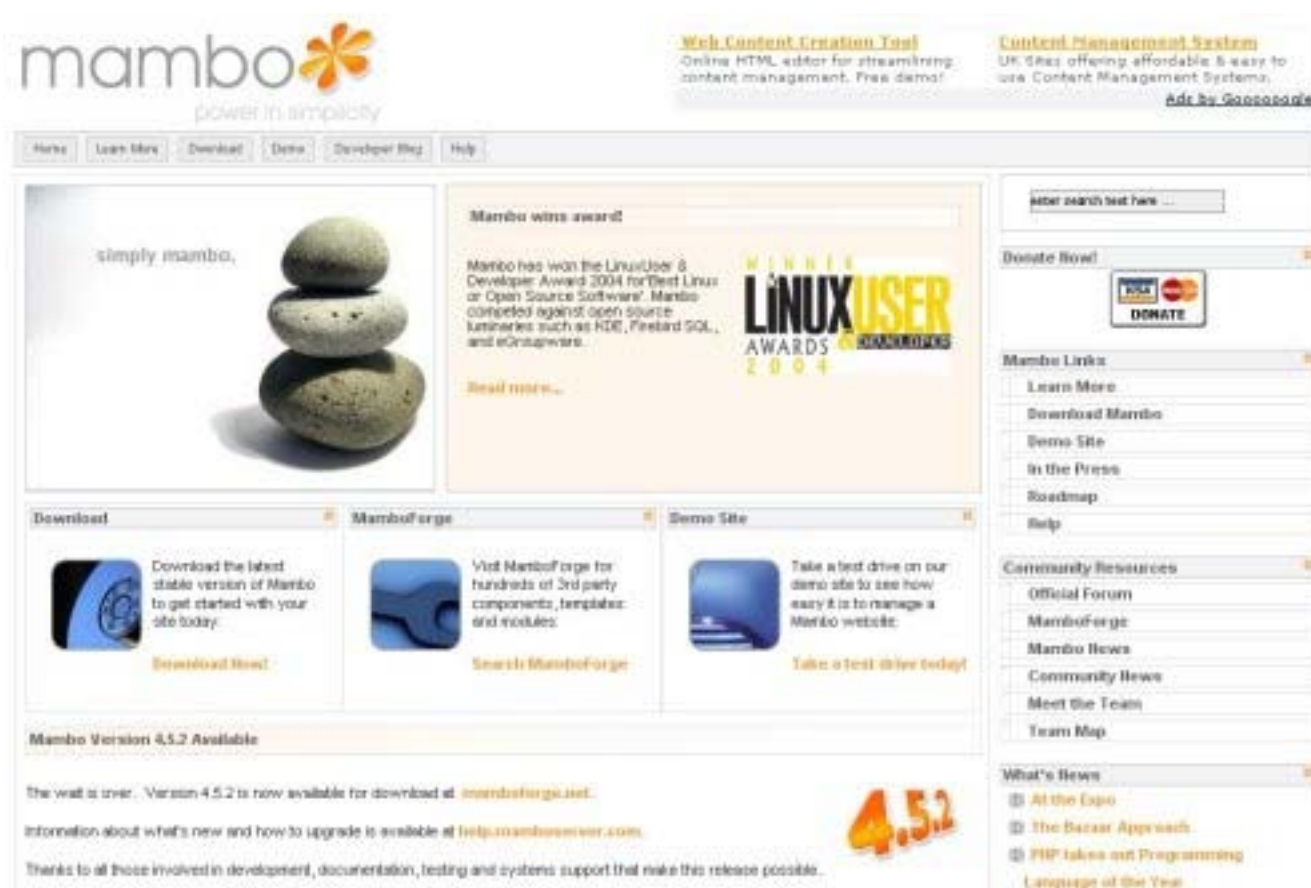 mambo
power in simplicity
Web Content Creation Tool
Online HTML editor for streamlining
content management. Free demo!
Content Management System
UK Sites offering affordable & easy to
use Content Management Systems.
Ads by Goooooogle
Home
Learn More
Download
Demo
Developer Blog
Help
simply mambo.
Mambo wins award!
Mambo has won the LinuxUser &
Developer Award 2004 for 'Best Linux
or Open Source Software'. Mambo
competed against open source
luminaries such as KDE, Firebird SQL,
and eGroupware.
Read more...
WINNER
LINUXUSER
AWARDS & DEVELOPER
2004
enter search text here ...
Donate Now!
VISA
DONATE
Mambo Links
Learn More
Download Mambo
Demo Site
In the Press
Roadmap
Help
Download
Download the latest
stable version of Mambo
to get started with your
site today.
Download Now!
MamboForge
Visit MamboForge for
hundreds of 3rd party
components, templates
and modules.
Search MamboForge
Demo Site
Take a test drive on our
demo site to see how
easy it is to manage a
Mambo website.
Take a test drive today!
Community Resources
Official Forum
MamboForge
Mambo News
Community News
Meet the Team
Team Map
Mambo Version 4.5.2 Available
The wait is over. Version 4.5.2 is now available for download at mamboforge.net.
Information about what's new and how to upgrade is available at help.mamboserver.com.
Thanks to all those involved in development, documentation, testing and systems support that make this release possible.
4.5.2
What's News
At the Expo
The Bazaar Approach
PHP takes out Programming
Language of the Year